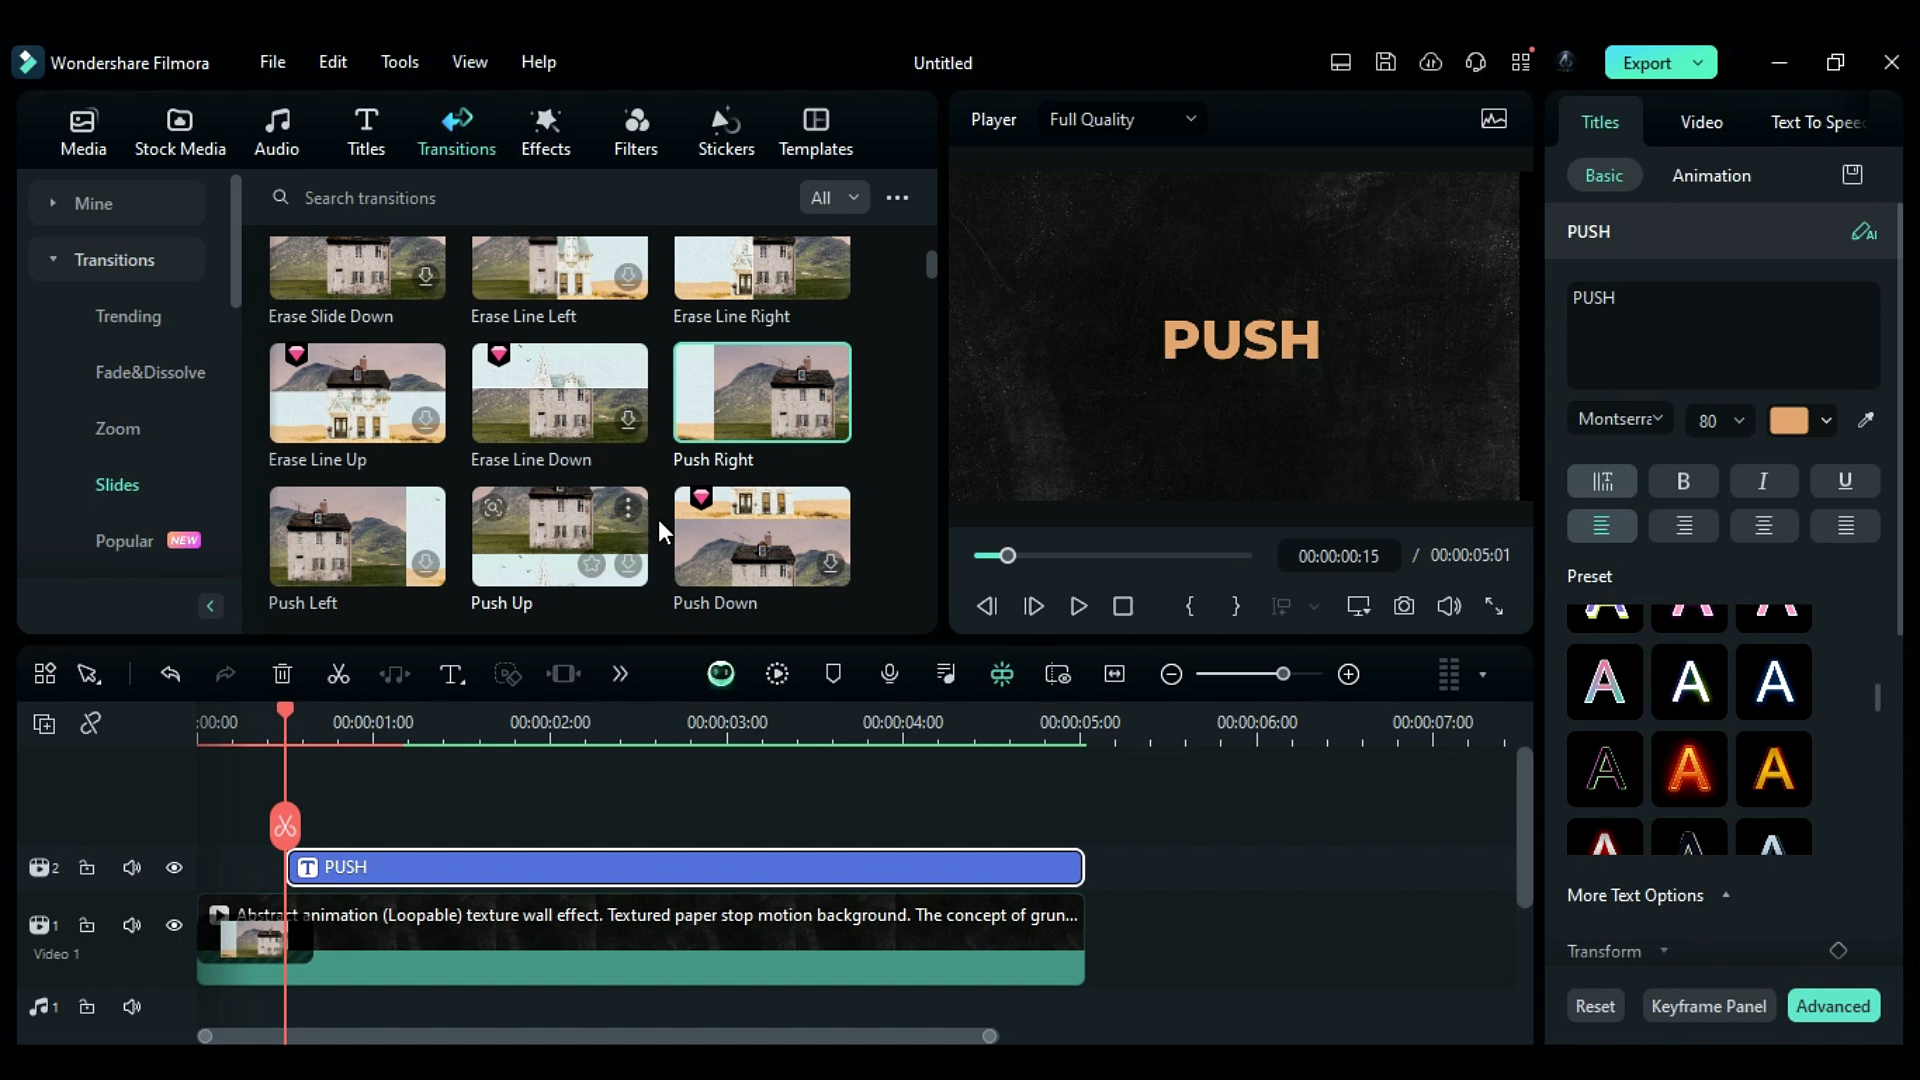 Wondershare Filmora
File
Edit
Tools
View
Help
Untitled
Export
Media
Stock Media
Audio
Titles
Transitions
Effects
Filters
Stickers
Templates
Mine
Transitions
Trending
Fade&Dissolve
Zoom
Slides
Popular
NEW
Search transitions
All
Erase Slide Down
Erase Line Left
Erase Line Right
Erase Line Up
Erase Line Down
Push Right
Push Left
Push Up
Push Down
Player
Full Quality
PUSH
00:00:00:15 / 00:00:05:01
{ }
Titles
Video
Text To Speec
Basic
Animation
PUSH
AI
PUSH
Montserra
80
B
I
U
Preset
A A A
A A A
More Text Options
Transform
Reset
Keyframe Panel
Advanced
:00:00
00:00:01:00
00:00:02:00
00:00:03:00
00:00:04:00
00:00:05:00
00:00:06:00
00:00:07:00
2
T PUSH
1
Abstract animation (Loopable) texture wall effect. Textured paper stop motion background. The concept of grun...
Video 1
1